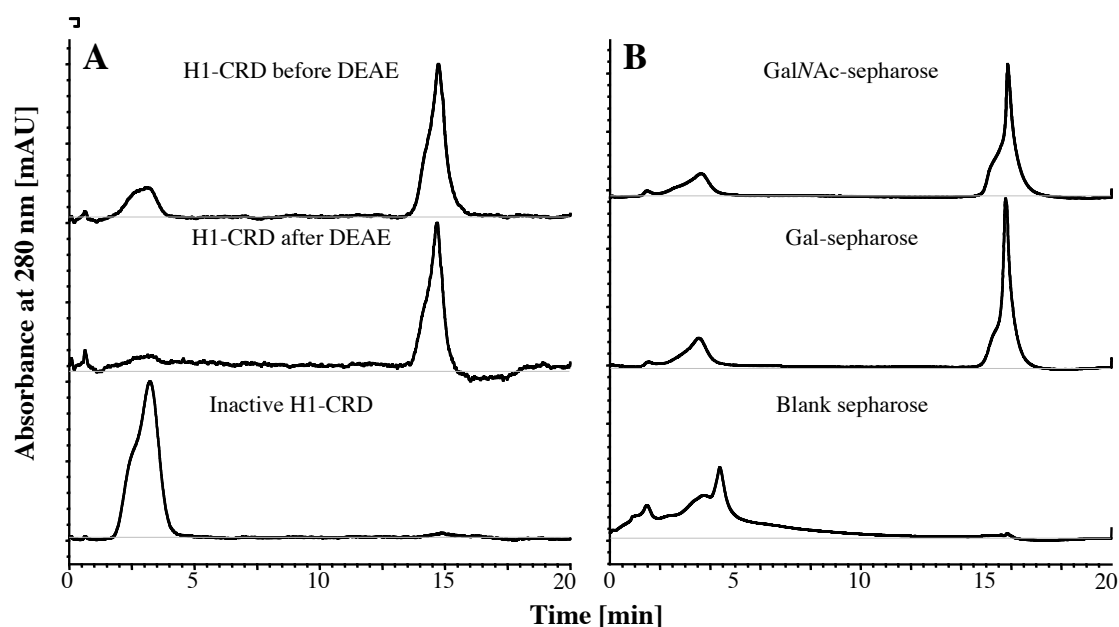 A
B
H1-CRD before DEAE
GalNAc-sepharose
H1-CRD after DEAE
Gal-sepharose
Inactive H1-CRD
Blank sepharose
Absorbance at 280 nm [mAU]
0 5 10 15 20
0 5 10 15 20
Time [min]